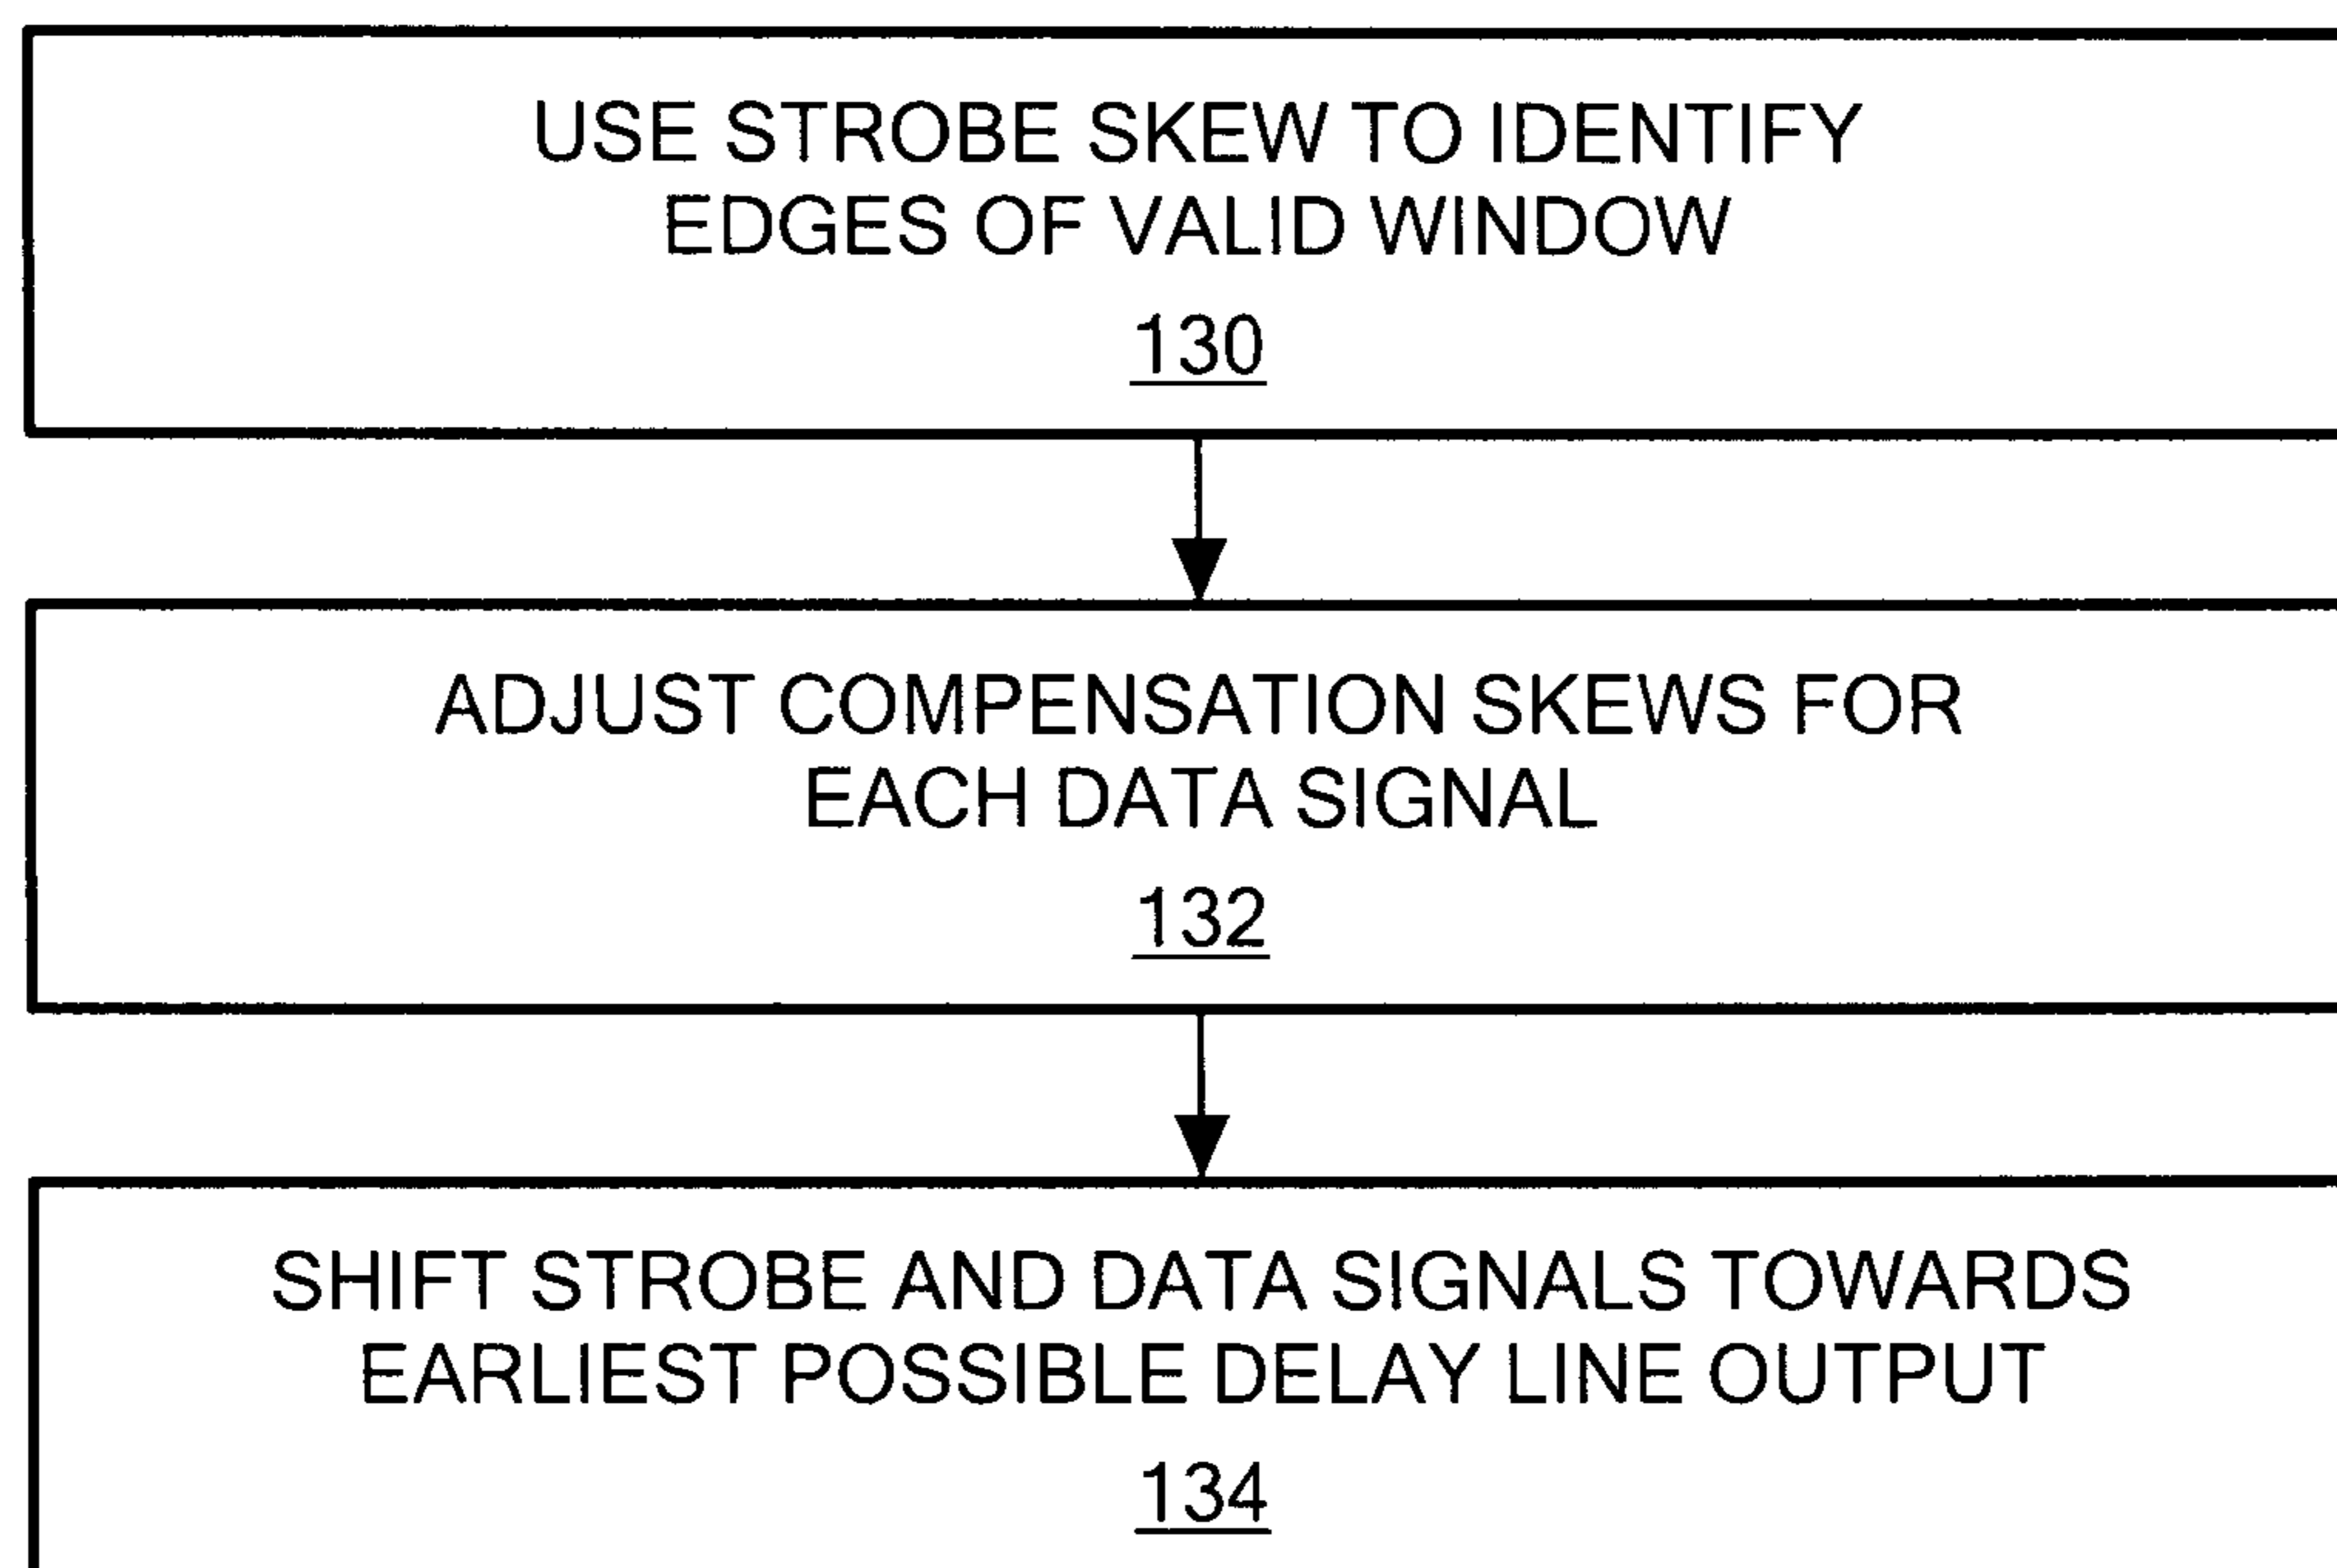 USE STROBE SKEW TO IDENTIFY
EDGES OF VALID WINDOW
130
ADJUST COMPENSATION SKEWS FOR
EACH DATA SIGNAL
132
SHIFT STROBE AND DATA SIGNALS TOWARDS
EARLIEST POSSIBLE DELAY LINE OUTPUT
134